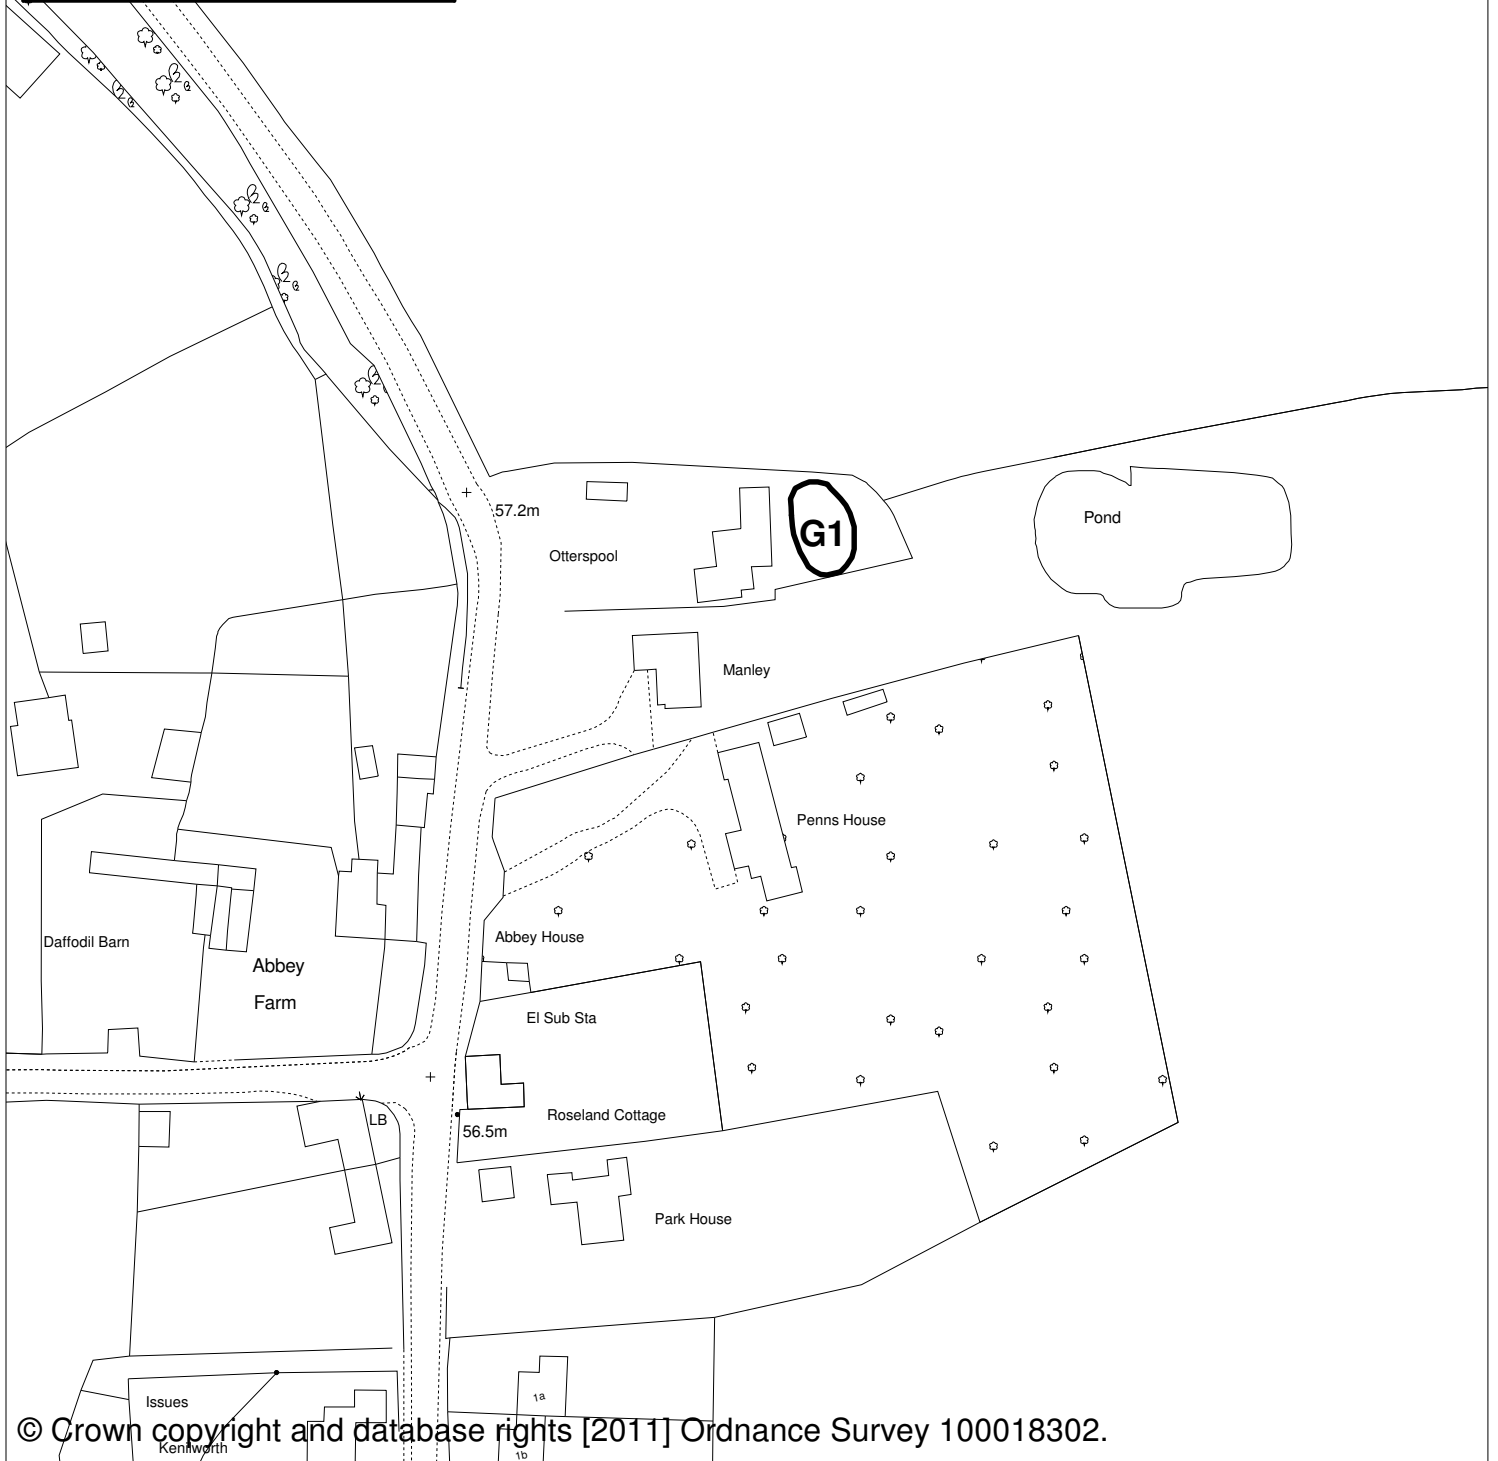 57.2m
Otterspool
G1
Pond
Manley
Penns House
Daffodil Barn
Abbey House
Abbey
Farm
El Sub Sta
Roseland Cottage
LB
56.5m
Park House
1a
Issues
© Crown copyright and database rights [2011] Ordnance Survey 100018302.
Kenilworth
1b